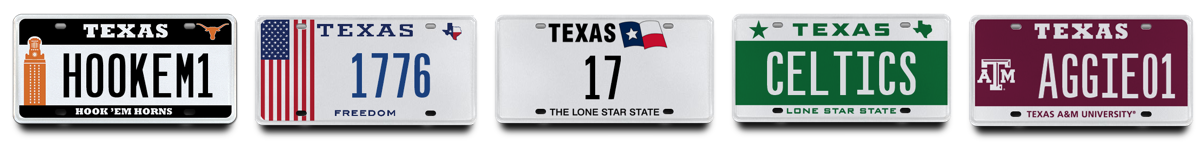 TEXAS
HOOKEM1
HOOK 'EM HORNS
TEXAS
1776
FREEDOM
TEXAS
17
THE LONE STAR STATE
TEXAS
CELTICS
LONE STAR STATE
TEXAS
ATM
AGGIE01
TEXAS A&M UNIVERSITY®